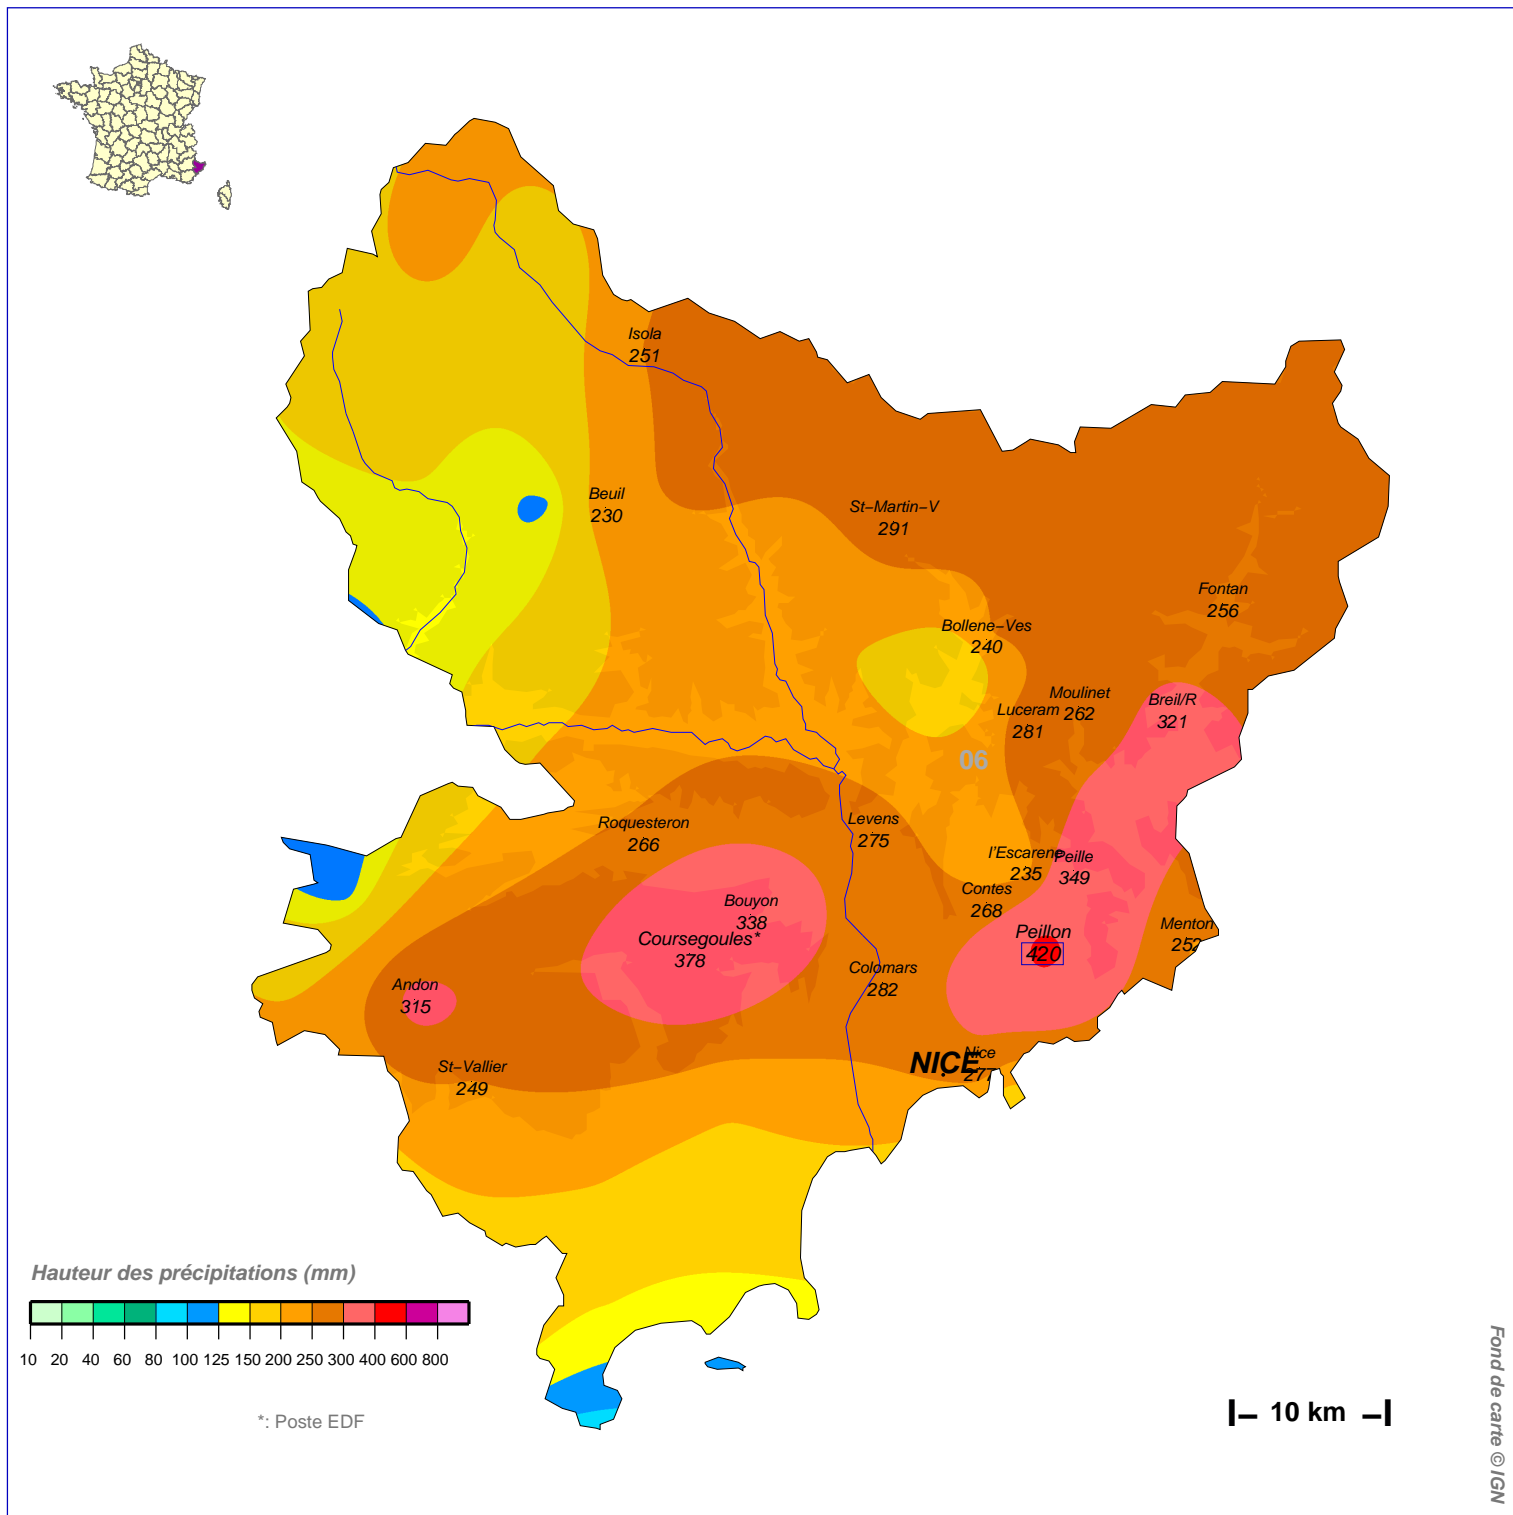 Isola
251
Beuil
230
St−Martin−V
291
Fontan
256
Bollene−Ves
240
Moulinet
262
Breil/R
321
Luceram
281
06
Roquesteron
266
Levens
275
l'Escarene
235
Peille
349
Contes
268
Bouyon
338
Coursegoules*
378
Peillon
420
Menton
252
Andon
315
Colomars
282
St−Vallier
249
NICE
Nice
277
Hauteur des précipitations (mm)
10 20 40 60 80 100 125 150 200 250 300 400 600 800
*: Poste EDF
10 km
Fond de carte © IGN